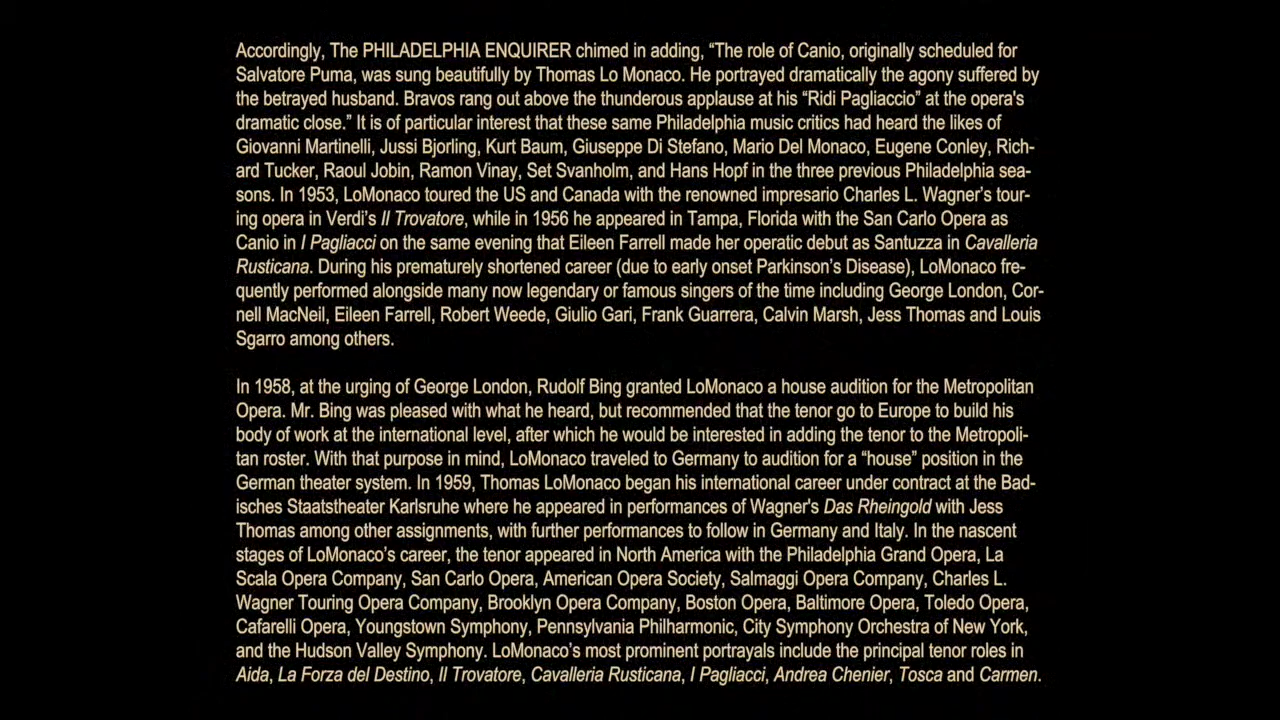 Accordingly, The PHILADELPHIA ENQUIRER chimed in adding, “The role of Canio, originally scheduled for
Salvatore Puma, was sung beautifully by Thomas Lo Monaco. He portrayed dramatically the agony suffered by
the betrayed husband. Bravos rang out above the thunderous applause at his “Ridi Pagliaccio” at the opera's
dramatic close.” It is of particular interest that these same Philadelphia music critics had heard the likes of
Giovanni Martinelli, Jussi Bjorling, Kurt Baum, Giuseppe Di Stefano, Mario Del Monaco, Eugene Conley, Rich-
ard Tucker, Raoul Jobin, Ramon Vinay, Set Svanholm, and Hans Hopf in the three previous Philadelphia sea-
sons. In 1953, LoMonaco toured the US and Canada with the renowned impresario Charles L. Wagner’s tour-
ing opera in Verdi’s Il Trovatore, while in 1956 he appeared in Tampa, Florida with the San Carlo Opera as
Canio in I Pagliacci on the same evening that Eileen Farrell made her operatic debut as Santuzza in Cavalleria
Rusticana. During his prematurely shortened career (due to early onset Parkinson’s Disease), LoMonaco fre-
quently performed alongside many now legendary or famous singers of the time including George London, Cor-
nell MacNeil, Eileen Farrell, Robert Weede, Giulio Gari, Frank Guarrera, Calvin Marsh, Jess Thomas and Louis
Sgarro among others.
In 1958, at the urging of George London, Rudolf Bing granted LoMonaco a house audition for the Metropolitan
Opera. Mr. Bing was pleased with what he heard, but recommended that the tenor go to Europe to build his
body of work at the international level, after which he would be interested in adding the tenor to the Metropoli-
tan roster. With that purpose in mind, LoMonaco traveled to Germany to audition for a “house” position in the
German theater system. In 1959, Thomas LoMonaco began his international career under contract at the Bad-
isches Staatstheater Karlsruhe where he appeared in performances of Wagner's Das Rheingold with Jess
Thomas among other assignments, with further performances to follow in Germany and Italy. In the nascent
stages of LoMonaco’s career, the tenor appeared in North America with the Philadelphia Grand Opera, La
Scala Opera Company, San Carlo Opera, American Opera Society, Salmaggi Opera Company, Charles L.
Wagner Touring Opera Company, Brooklyn Opera Company, Boston Opera, Baltimore Opera, Toledo Opera,
Cafarelli Opera, Youngstown Symphony, Pennsylvania Philharmonic, City Symphony Orchestra of New York,
and the Hudson Valley Symphony. LoMonaco’s most prominent portrayals include the principal tenor roles in
Aida, La Forza del Destino, Il Trovatore, Cavalleria Rusticana, I Pagliacci, Andrea Chenier, Tosca and Carmen.